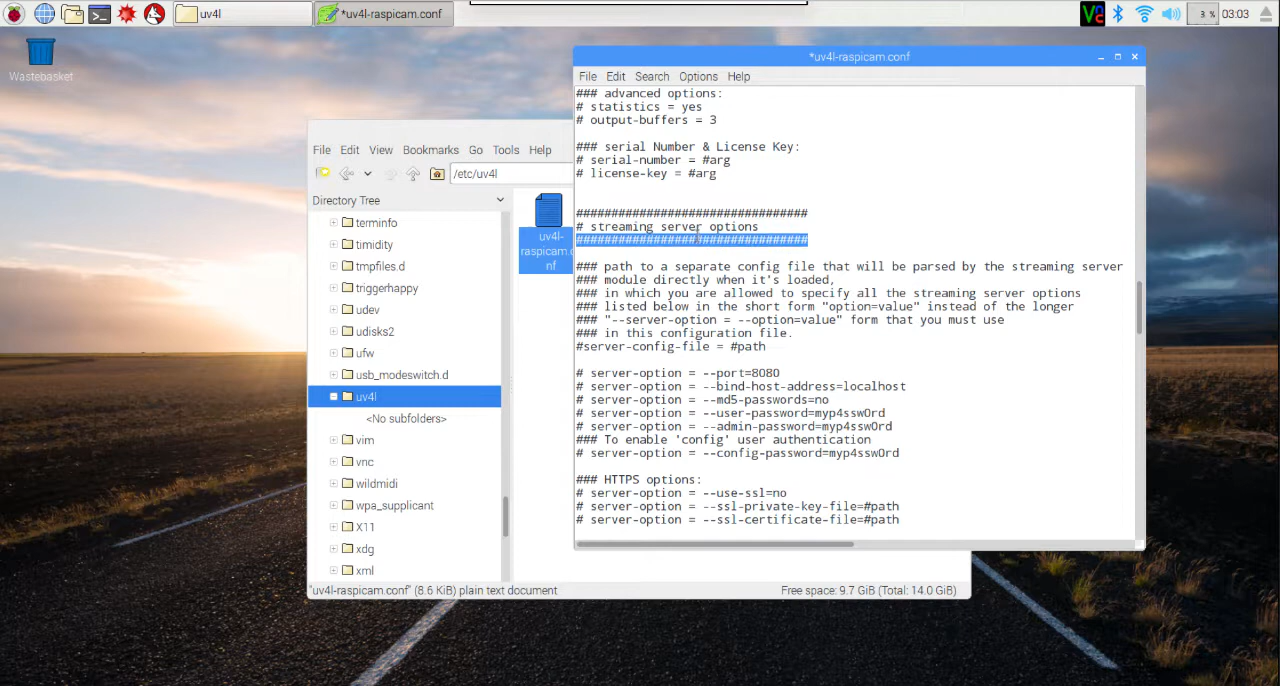 uv4l
*uv4l-raspicam.conf
3 %
03:03
Wastebasket
File Edit View Bookmarks Go Tools Help
/etc/uv4l
Directory Tree
terminfo
timidity
tmpfiles.d
triggerhappy
udev
udisks2
ufw
usb_modeswitch.d
uv4l
<No subfolders>
vim
vnc
wildmidi
wpa_supplicant
X11
xdg
xml
uv4l-
raspicam.co
nf
"uv4l-raspicam.conf" (8.6 KiB) plain text document
Free space: 9.7 GiB (Total: 14.0 GiB)
*uv4l-raspicam.conf
File Edit Search Options Help
### advanced options:
# statistics = yes
# output-buffers = 3
### serial Number & License Key:
# serial-number = #arg
# license-key = #arg
#################################
# streaming server options
#################################
### path to a separate config file that will be parsed by the streaming server
### module directly when it's loaded,
### in which you are allowed to specify all the streaming server options
### listed below in the short form "option=value" instead of the longer
### "--server-option = --option=value" form that you must use
### in this configuration file.
#server-config-file = #path
# server-option = --port=8080
# server-option = --bind-host-address=localhost
# server-option = --md5-passwords=no
# server-option = --user-password=myp4ssw0rd
# server-option = --admin-password=myp4ssw0rd
### To enable 'config' user authentication
# server-option = --config-password=myp4ssw0rd
### HTTPS options:
# server-option = --use-ssl=no
# server-option = --ssl-private-key-file=#path
# server-option = --ssl-certificate-file=#path